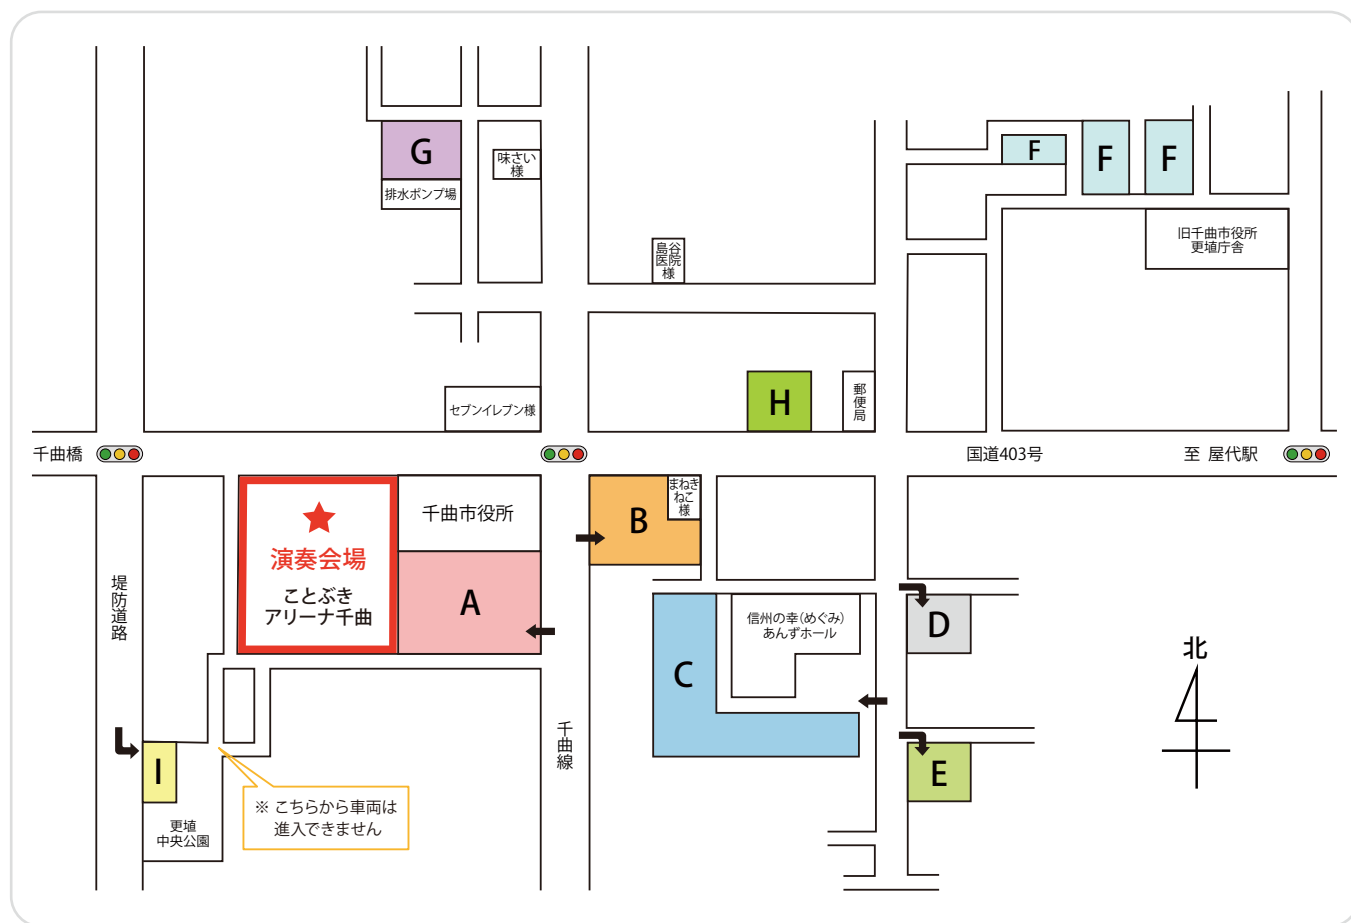 G
排水ポンプ場
味さい
様
F
F
F
旧千曲市役所
更埴庁舎
島谷
医院
様
セブンイレブン様
H
郵便局
千曲橋
国道403号
至 屋代駅
演奏会場
ことぶき
アリーナ千曲
千曲市役所
A
B
まねき
ねこ
様
堤防道路
C
信州の幸(めぐみ)
あんずホール
D
北
千曲線
E
I
※ こちらから車両は
進入できません
更埴
中央公園